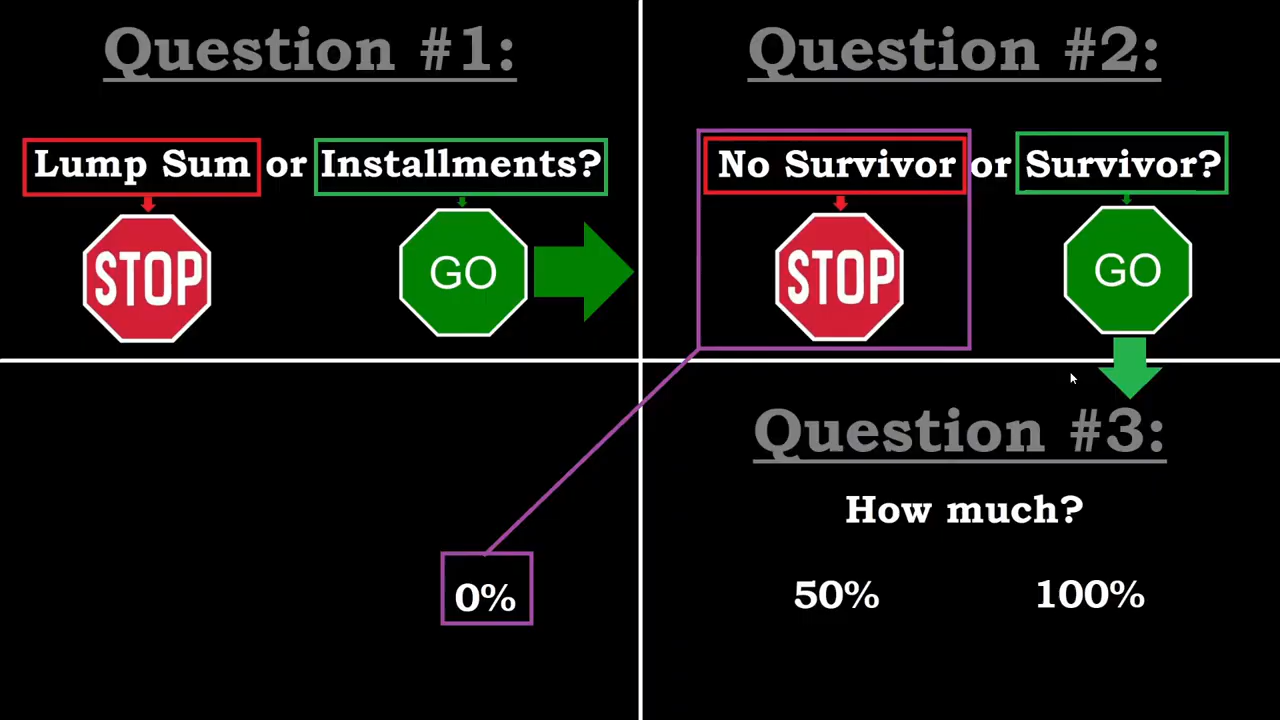 Question #1:
Lump Sum or Installments?
STOP
GO
Question #2:
No Survivor or Survivor?
STOP
GO
Question #3:
How much?
0%
50%
100%